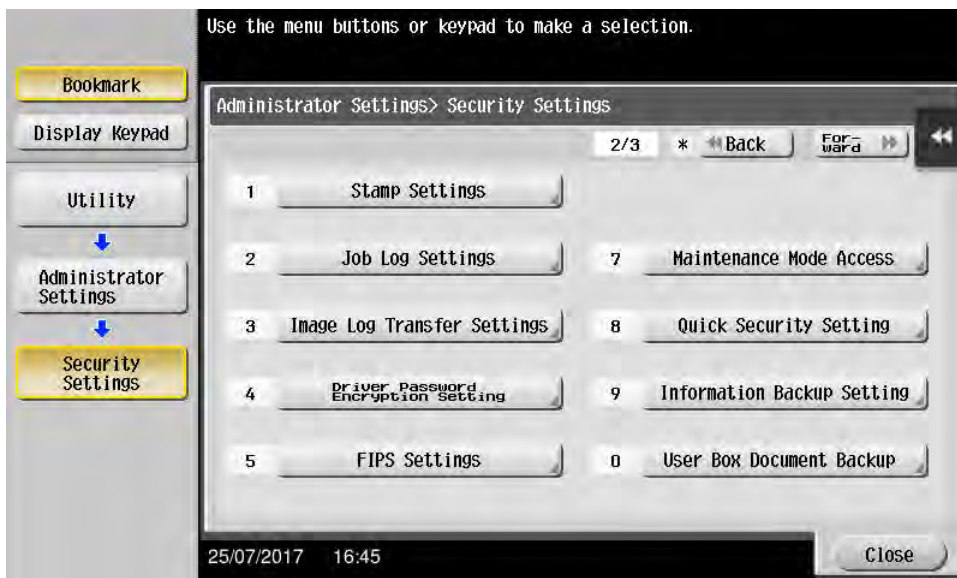 Use the menu buttons or keypad to make a selection.
Bookmark
Display Keypad
Utility
Administrator
Settings
Security
Settings
Administrator Settings> Security Settings
2/3 * Back For-
ward
1 Stamp Settings
2 Job Log Settings
3 Image Log Transfer Settings
4 Driver Password
Encryption Setting
5 FIPS Settings
7 Maintenance Mode Access
8 Quick Security Setting
9 Information Backup Setting
0 User Box Document Backup
25/07/2017 16:45
Close